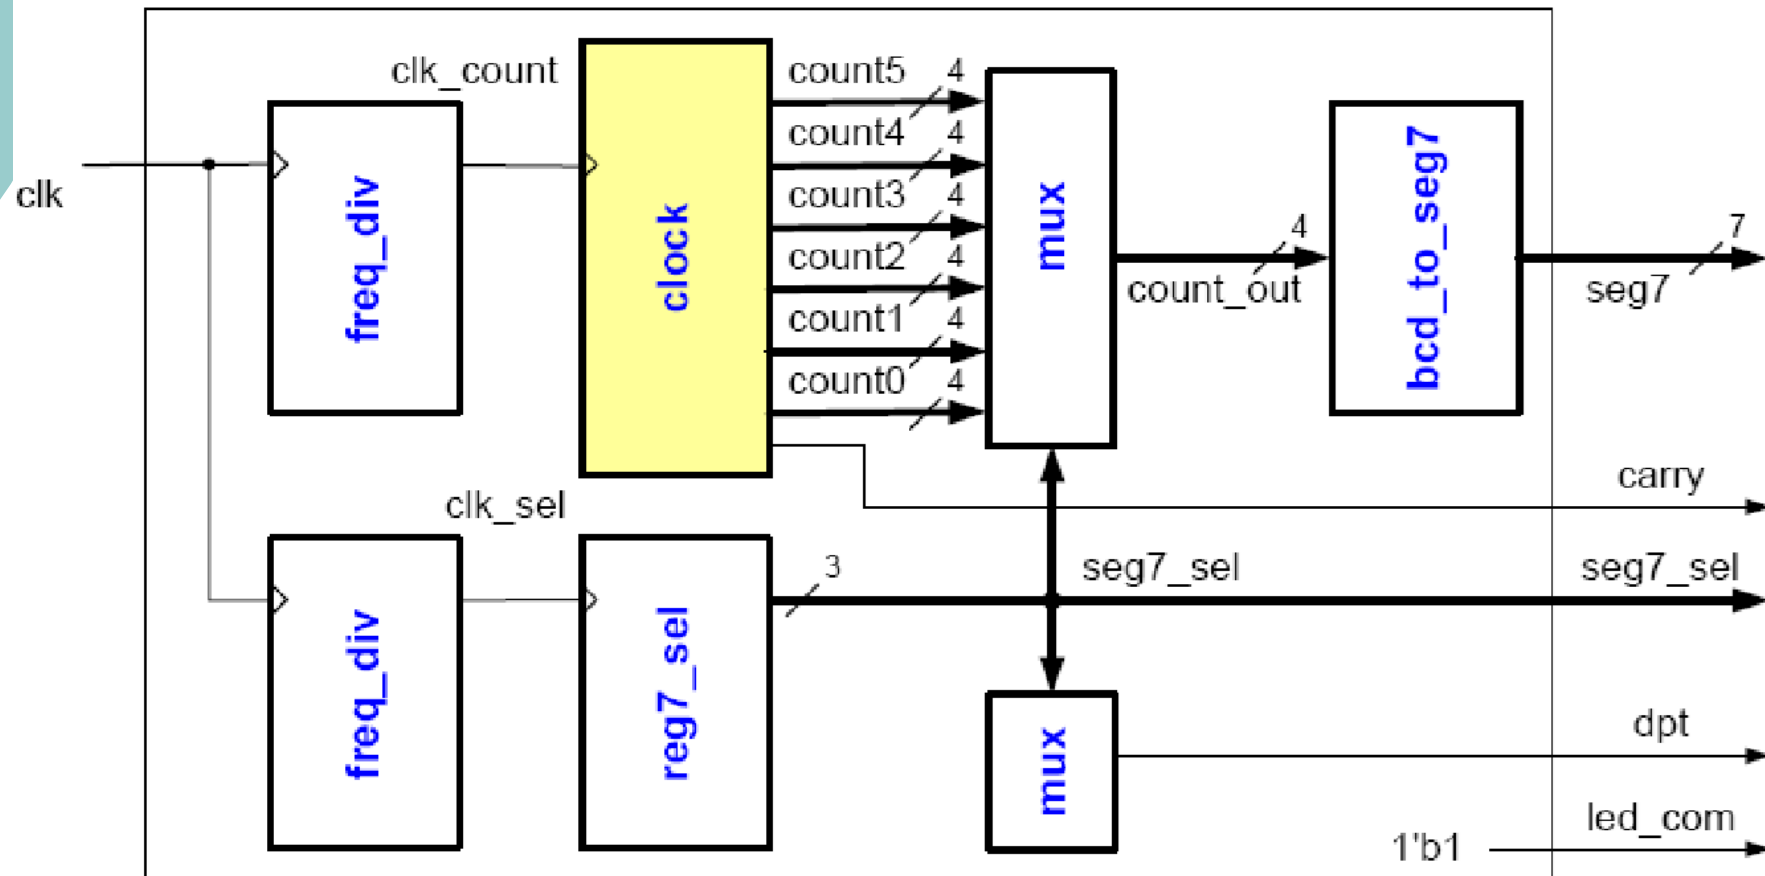 clk
clk_count
freq_div
clock
count5 4
count4 4
count3 4
count2 4
count1 4
count0 4
mux
4
count_out
bcd_to_seg7
7
seg7
carry
clk_sel
freq_div
reg7_sel
3
seg7_sel
seg7_sel
mux
dpt
1'b1
led_com